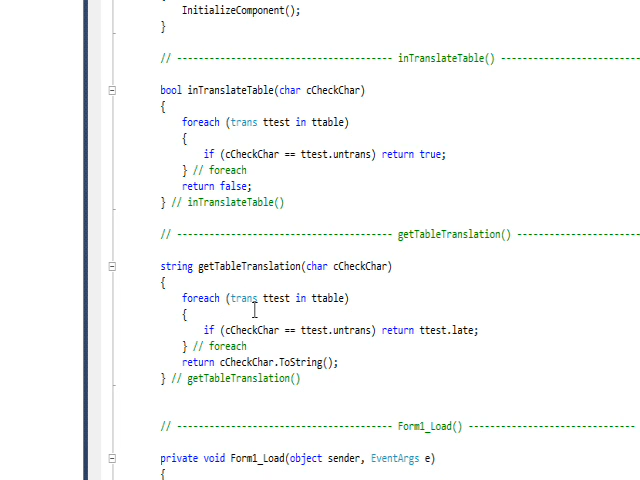 InitializeComponent();
}
// ---------------------------------------- inTranslateTable() --------------------------
bool inTranslateTable(char cCheckChar)
{
foreach (trans ttest in ttable)
{
if (cCheckChar == ttest.untrans) return true;
} // foreach
return false;
} // inTranslateTable()
// ---------------------------------------- getTableTranslation() -----------------------
string getTableTranslation(char cCheckChar)
{
foreach (trans ttest in ttable)
{
if (cCheckChar == ttest.untrans) return ttest.late;
} // foreach
return cCheckChar.ToString();
} // getTableTranslation()
// ---------------------------------------- Form1_Load() -------------------------------
private void Form1_Load(object sender, EventArgs e)
{